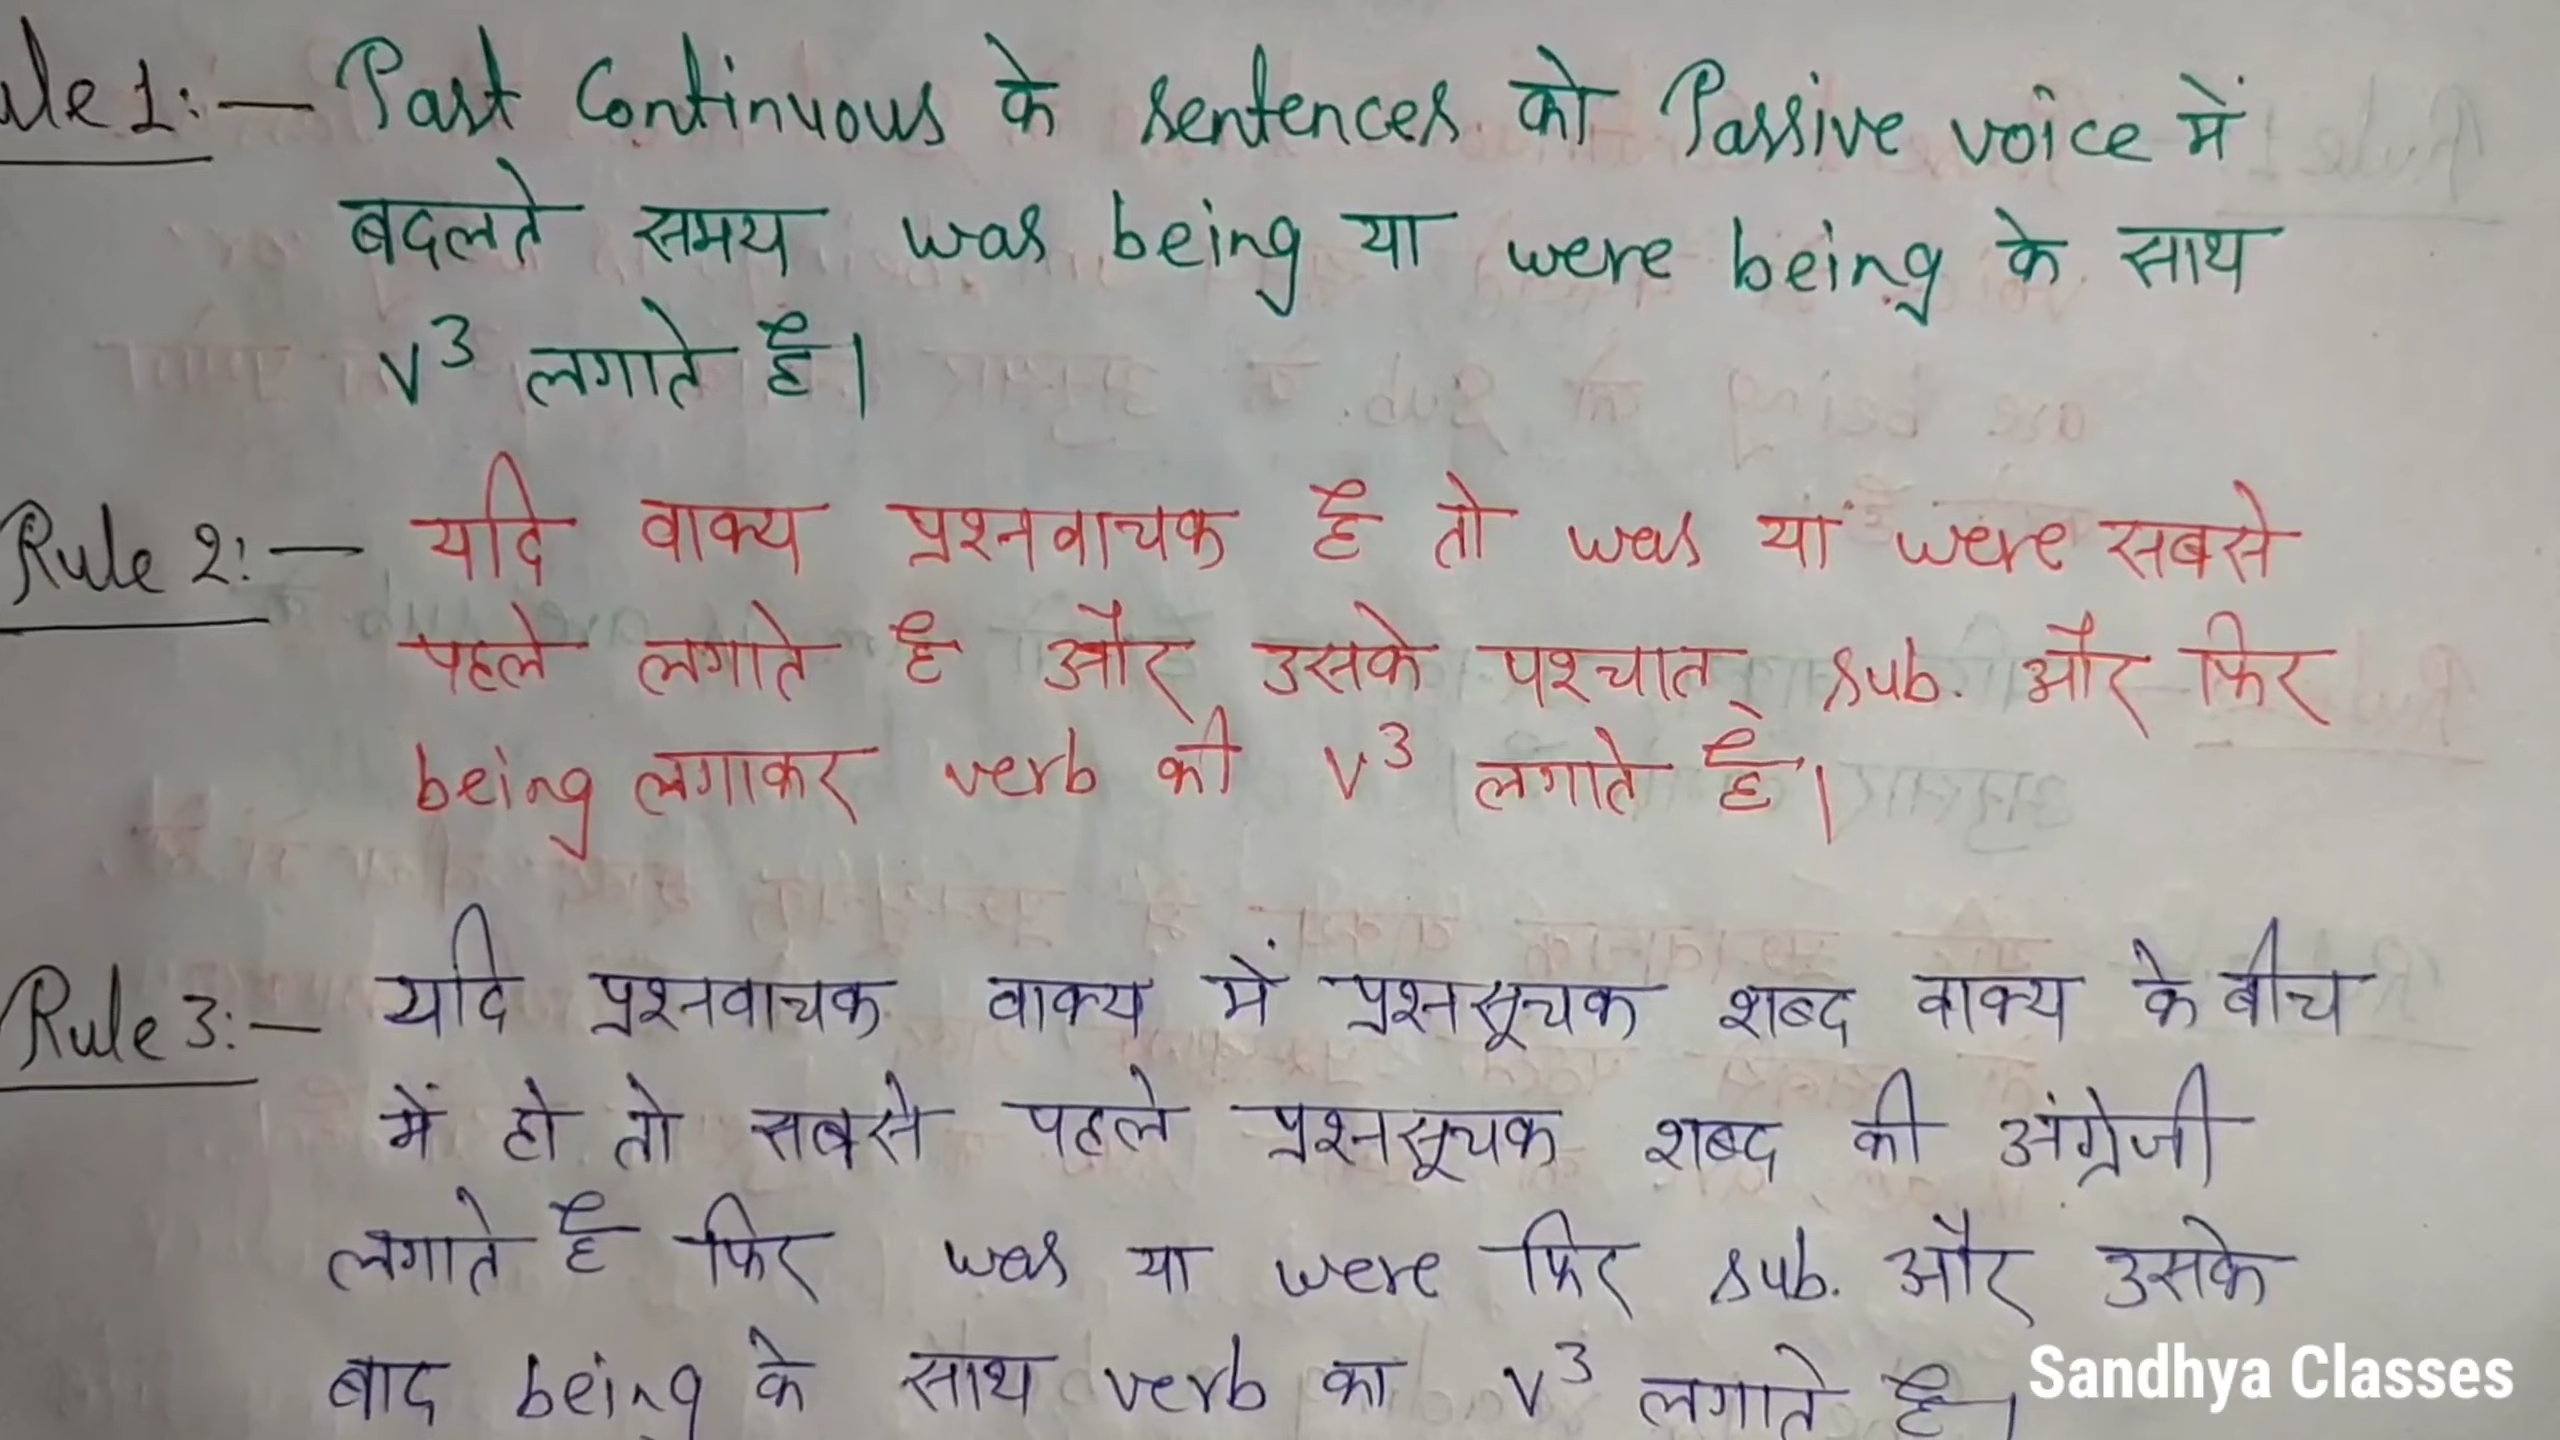 ule 1:— Past Continuous के sentences को Passive voice में
बदलते समय was being या were being के साथ
v³ लगाते है।
Rule 2:— यदि वाक्य प्रश्नवाचक है तो was या were सबसे
पहले लगाते है और उसके पश्चात् sub. और फिर
being लगाकर verb की v³ लगाते है।
Rule 3:— यदि प्रश्नवाचक वाक्य में प्रश्नसूचक शब्द वाक्य के बीच
में हो तो सबसे पहले प्रश्नसूचक शब्द की अंग्रेजी
लगाते है फिर was या were फिर sub. और उसके
बाद being के साथ verb का v³ लगाते है।
Sandhya Classes